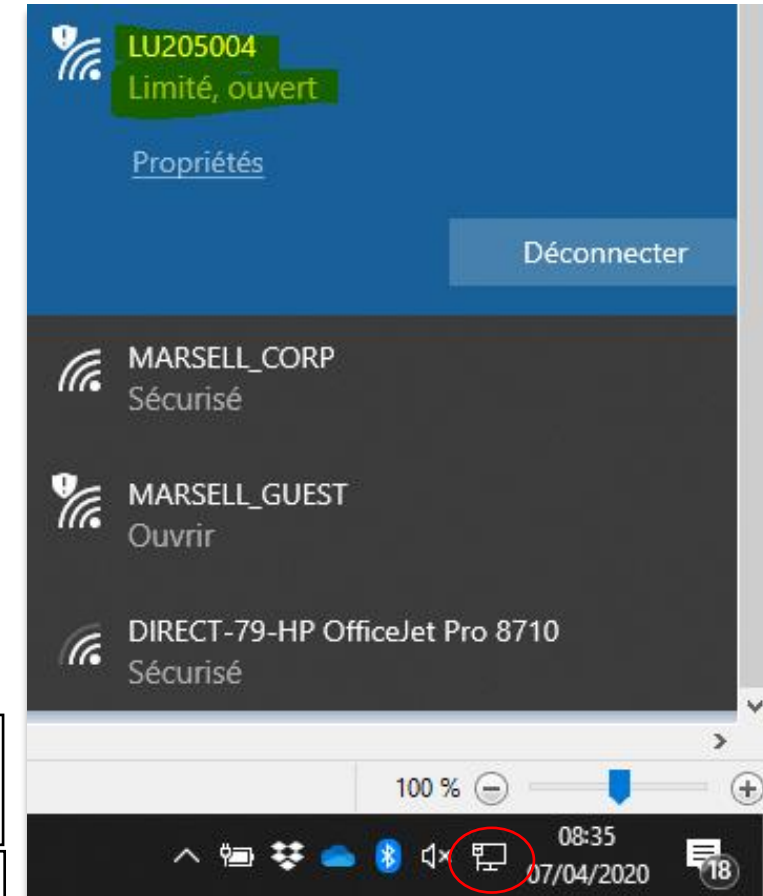 LU205004
Limité, ouvert
Propriétés
Déconnecter
MARSELL_CORP
Sécurisé
MARSELL_GUEST
Ouvrir
DIRECT-79-HP OfficeJet Pro 8710
Sécurisé
100 %
08:35
07/04/2020
18